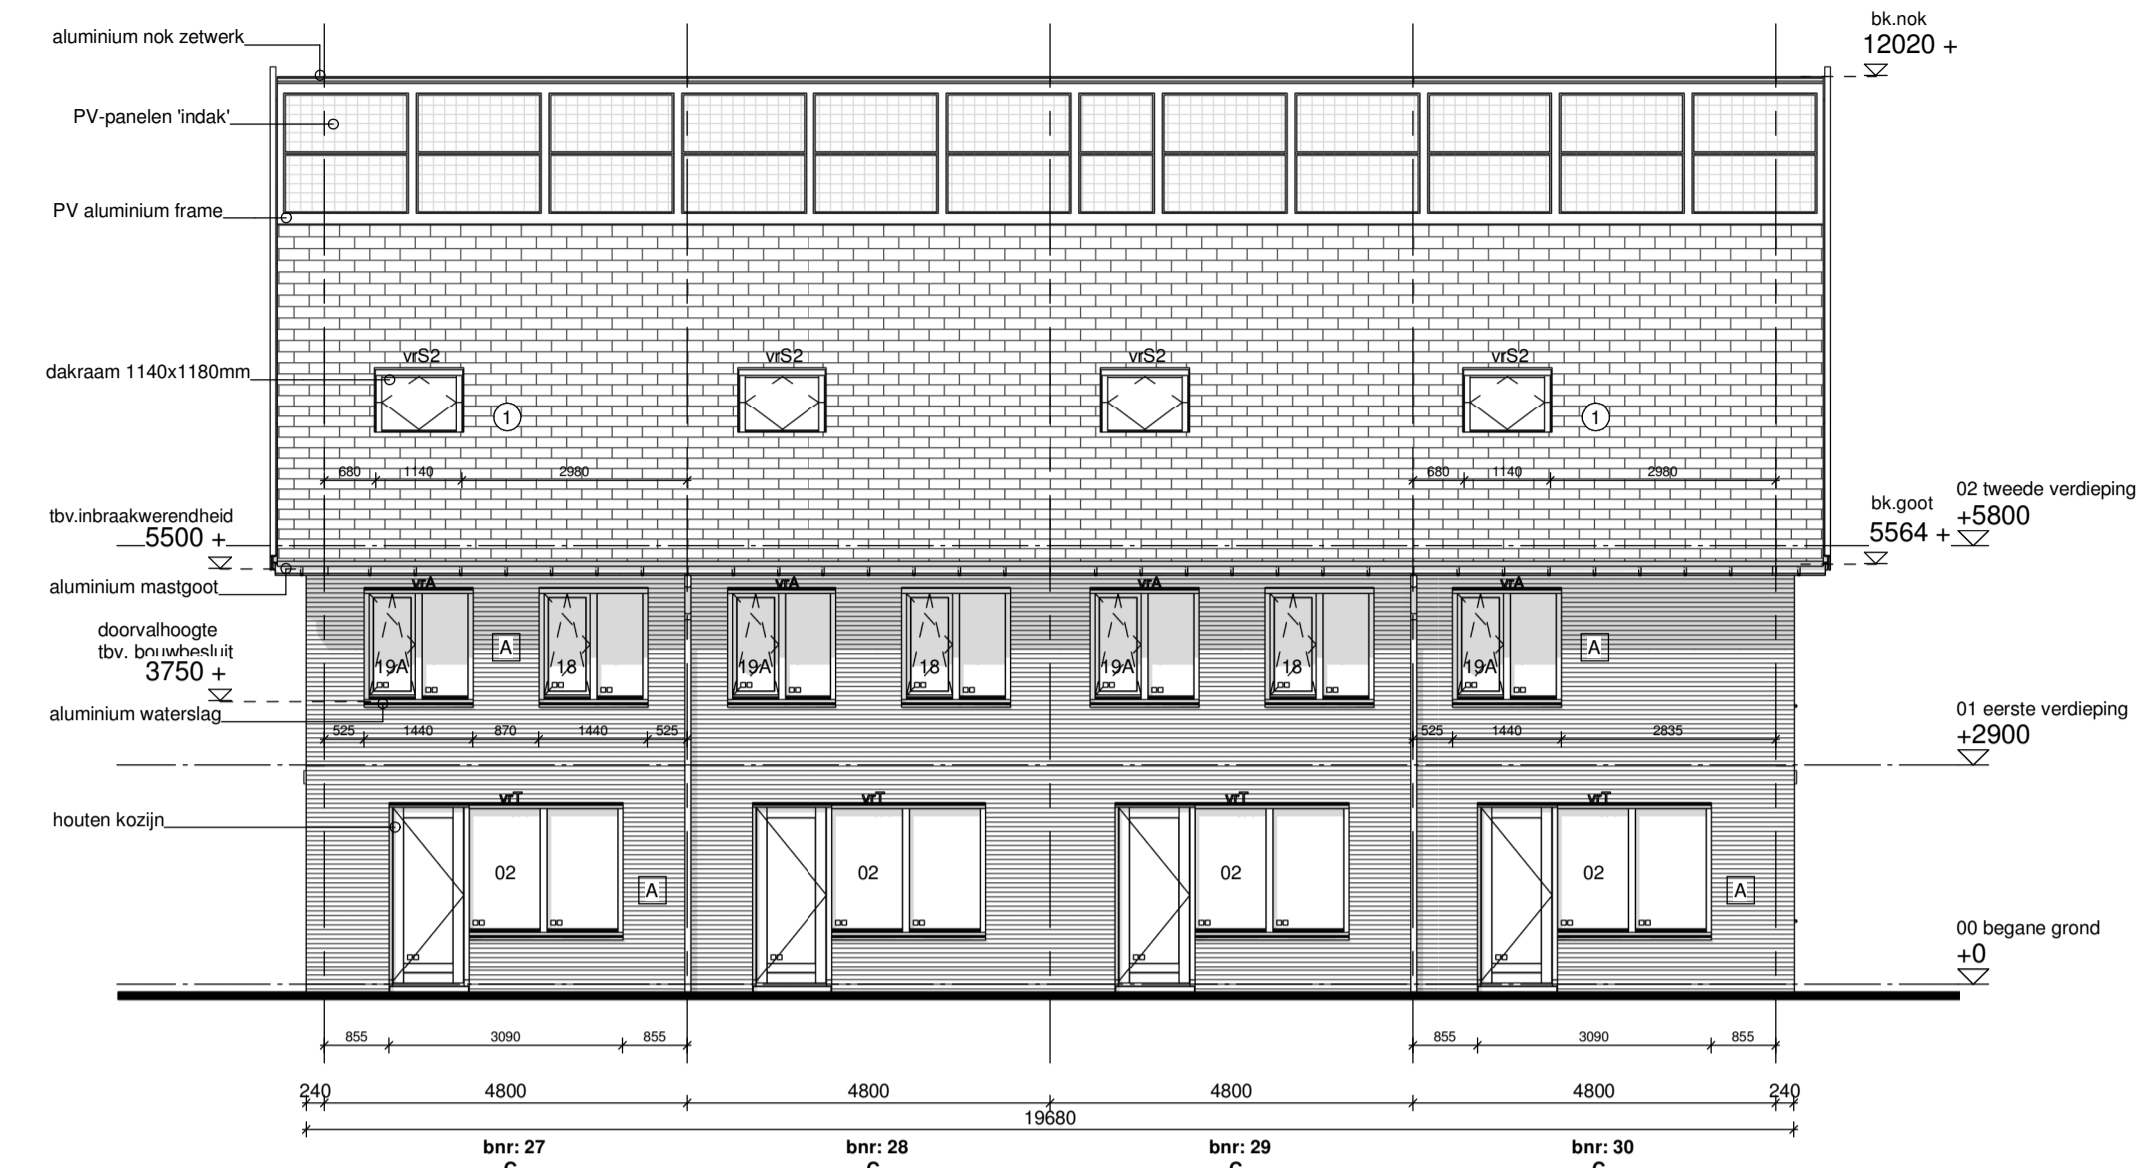 bk.nok
12020 +
aluminium nok zetwerk
PV-panelen 'indak'
PV aluminium frame
vrS2 vrS2 vrS2 vrS2
dakraam 1140x1180mm
1 1
680 1140 2980 680 1140 2980
02 tweede verdieping
+5800
bk.goot
5564 +
tbv.inbraakwerendheid
5500 +
aluminium mastgoot
vrA vrA vrA vrA
doorvalhoogte
tbv. bouwbesluit
3750 +
A A
19A 18 19A 18 19A 18 19A
aluminium waterslag
525 1440 870 1440 525 525 1440 2835
01 eerste verdieping
+2900
vrT vrT vrT vrT
houten kozijn
02 02 02 02
A A
00 begane grond
+0
855 3090 855 855 3090 855
240 4800 4800 4800 4800 240
19680
bnr: 27 bnr: 28 bnr: 29 bnr: 30